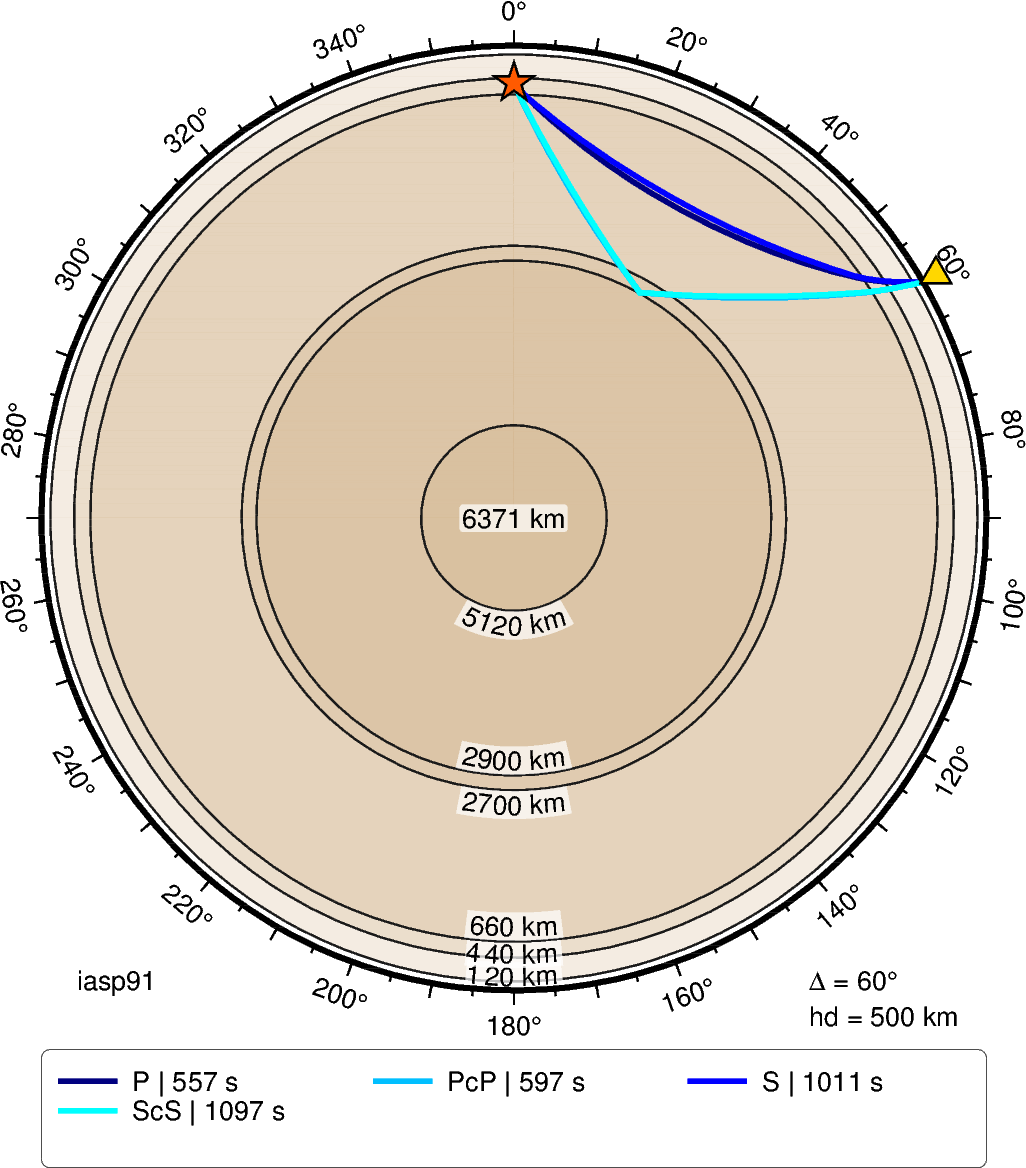 0°
340°
20°
320°
40°
300°
60°
280°
80°
6371 km
260°
100°
5120 km
240°
120°
2900 km
2700 km
220°
140°
660 km
440 km
120 km
iasp91
200°
160°
Δ = 60°
180°
hd = 500 km
P | 557 s
PcP | 597 s
S | 1011 s
ScS | 1097 s